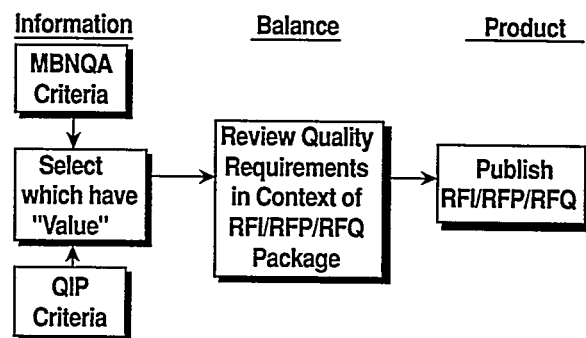 Information
Balance
Product
MBNQA
Criteria
Select
which have
"Value"
QIP
Criteria
Review Quality
Requirements
in Context of
RFI/RFP/RFQ
Package
Publish
RFI/RFP/RFQ